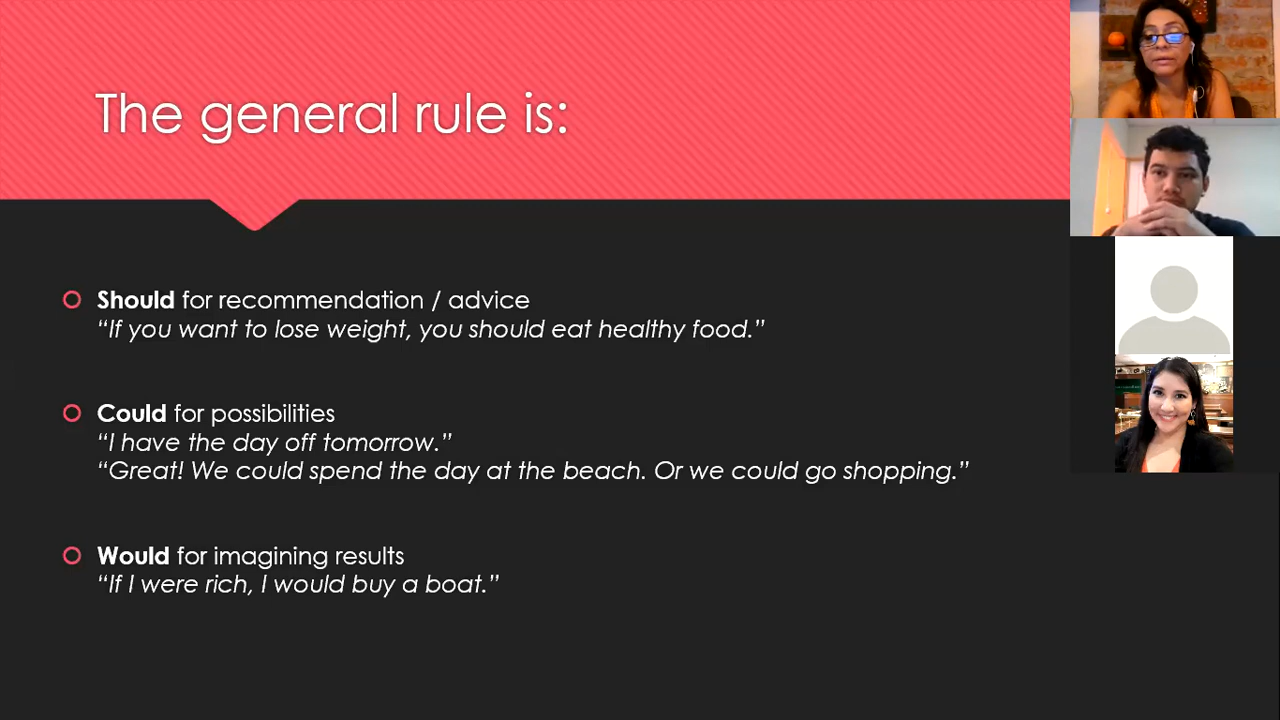 The general rule is:
Should for recommendation / advice
“If you want to lose weight, you should eat healthy food.”
Could for possibilities
“I have the day off tomorrow.”
“Great! We could spend the day at the beach. Or we could go shopping.”
Would for imagining results
“If I were rich, I would buy a boat.”